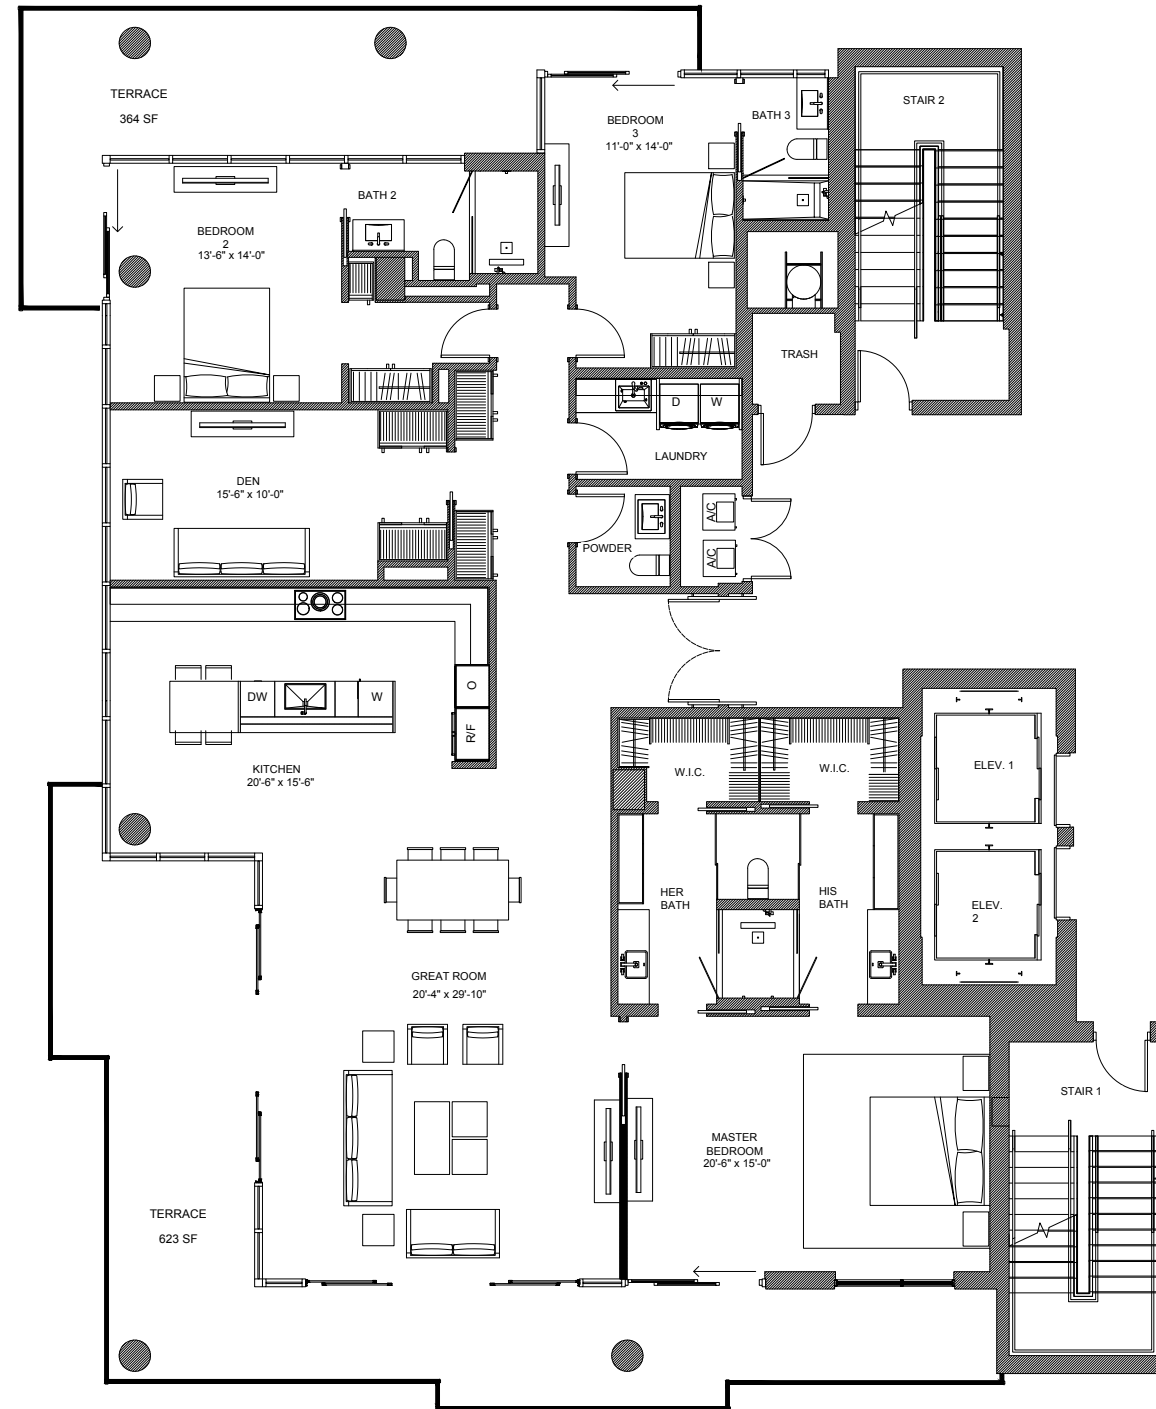 TERRACE
364 SF
STAIR 2
BEDROOM
3
11'-0" x 14'-0"
BATH 3
BATH 2
BEDROOM
2
13'-6" x 14'-0"
TRASH
D
W
LAUNDRY
DEN
15'-6" x 10'-0"
A/C
A/C
POWDER
DW
W
O
R/F
KITCHEN
20'-6" x 15'-6"
W.I.C.
W.I.C.
ELEV. 1
HER
BATH
HIS
BATH
ELEV.
2
GREAT ROOM
20'-4" x 29'-10"
STAIR 1
MASTER
BEDROOM
20'-6" x 15'-0"
TERRACE
623 SF